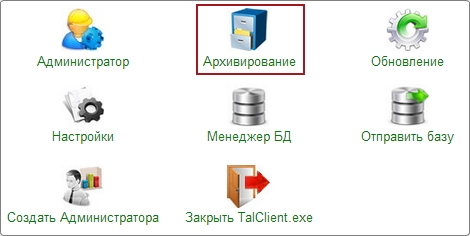 Администратор
Архивирование
Обновление
Настройки
Менеджер БД
Отправить базу
Создать Администратора
Закрыть TalClient.exe